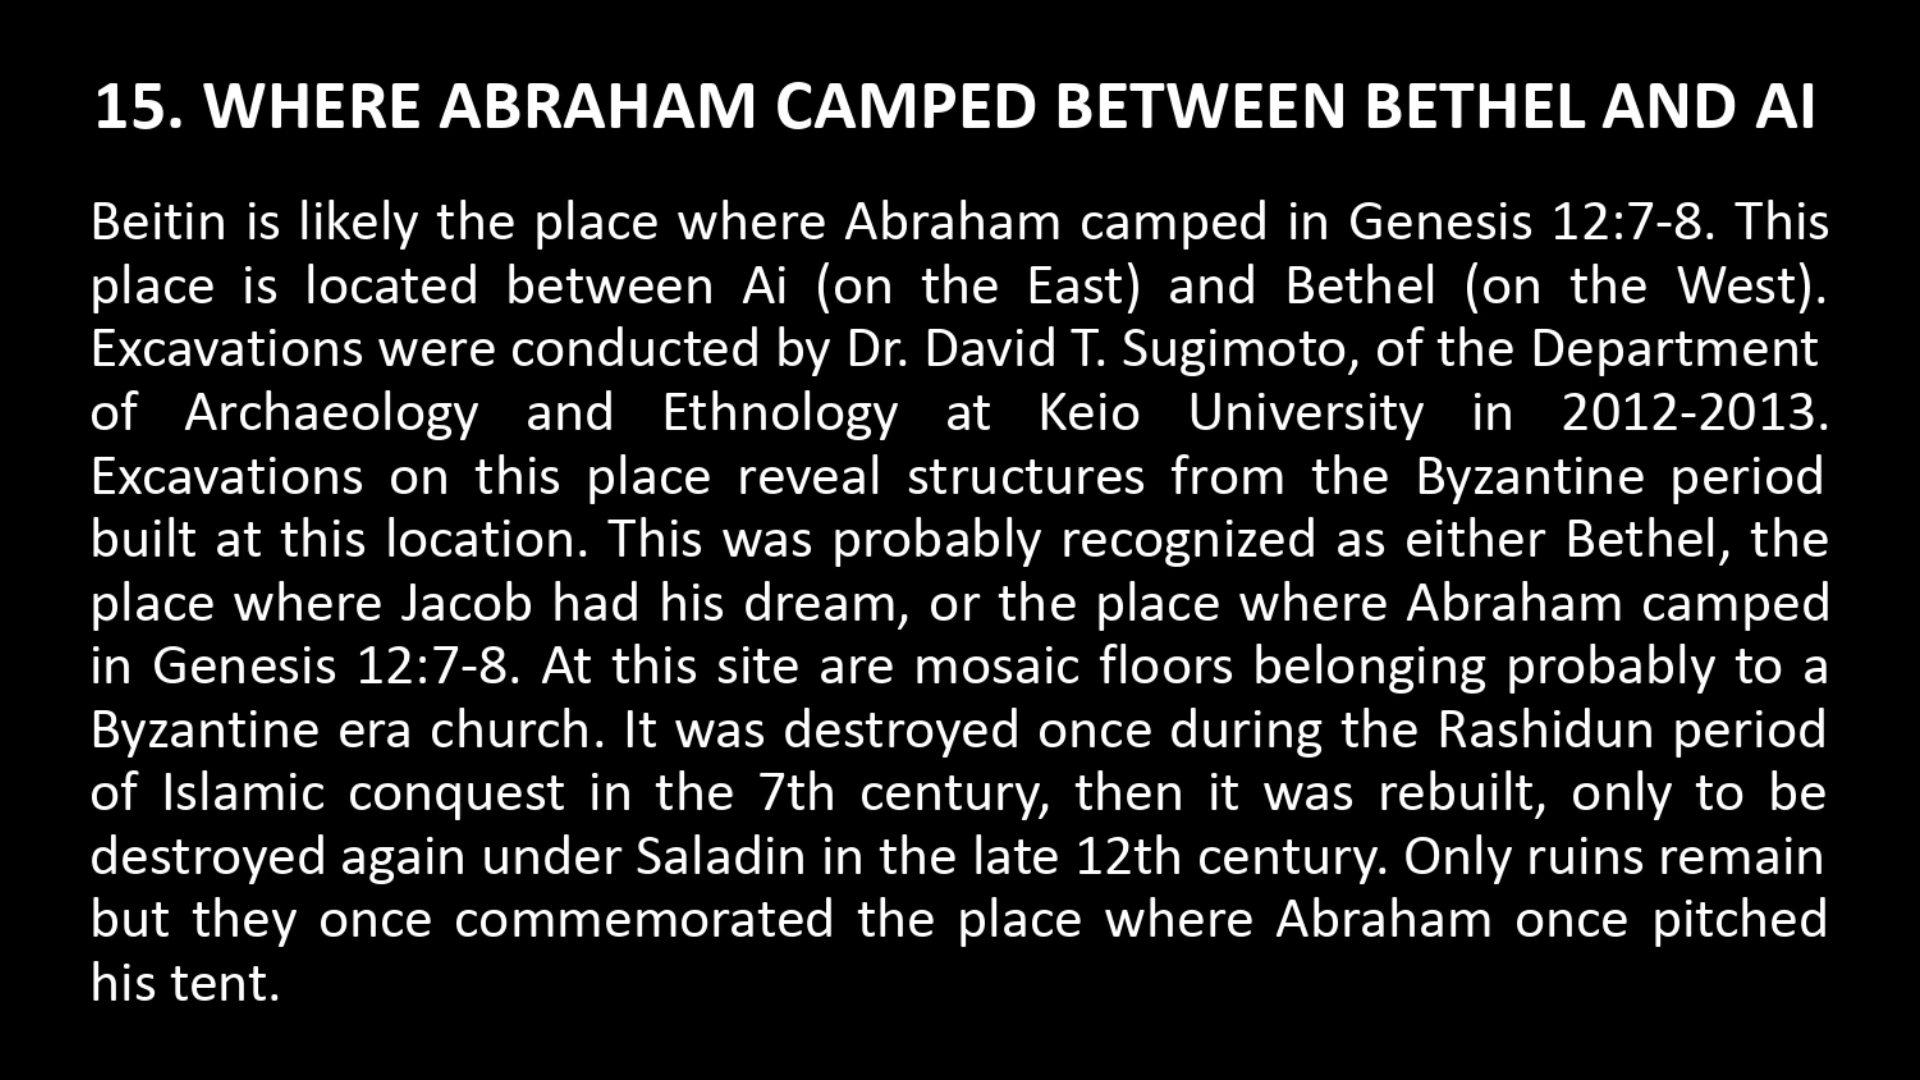 15. WHERE ABRAHAM CAMPED BETWEEN BETHEL AND AI
Beitin is likely the place where Abraham camped in Genesis 12:7-8. This
place is located between Ai (on the East) and Bethel (on the West).
Excavations were conducted by Dr. David T. Sugimoto, of the Department
of Archaeology and Ethnology at Keio University in 2012-2013.
Excavations on this place reveal structures from the Byzantine period
built at this location. This was probably recognized as either Bethel, the
place where Jacob had his dream, or the place where Abraham camped
in Genesis 12:7-8. At this site are mosaic floors belonging probably to a
Byzantine era church. It was destroyed once during the Rashidun period
of Islamic conquest in the 7th century, then it was rebuilt, only to be
destroyed again under Saladin in the late 12th century. Only ruins remain
but they once commemorated the place where Abraham once pitched
his tent.